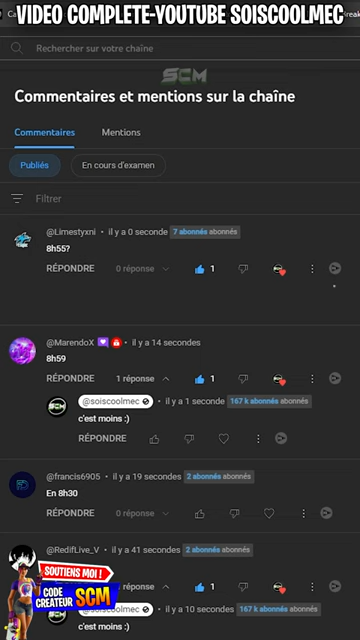 VIDEO COMPLETE-YOUTUBE SOISCOOLMEC
Rechercher sur votre chaîne
SCM
Commentaires et mentions sur la chaîne
Commentaires Mentions
Publiés En cours d'examen
Filtrer
@Limestyxni • il y a 0 seconde 7 abonnés abonnés
8h55?
RÉPONDRE 0 réponse 1
@MarendoX • il y a 14 secondes
8h59
RÉPONDRE 1 réponse 1
SCM @soiscoolmec • il y a 1 seconde 167 k abonnés abonnés
c'est moins :)
RÉPONDRE
@francis6905 • il y a 19 secondes 2 abonnés abonnés
En 8h30
RÉPONDRE 0 réponse
@RedifLive_V • il y a 41 secondes 2 abonnés abonnés
SOUTIENS MOI !
CODE CREATEUR SCM
réponse 1
@soiscoolmec • il y a 10 secondes 167 k abonnés abonnés
c'est moins :)